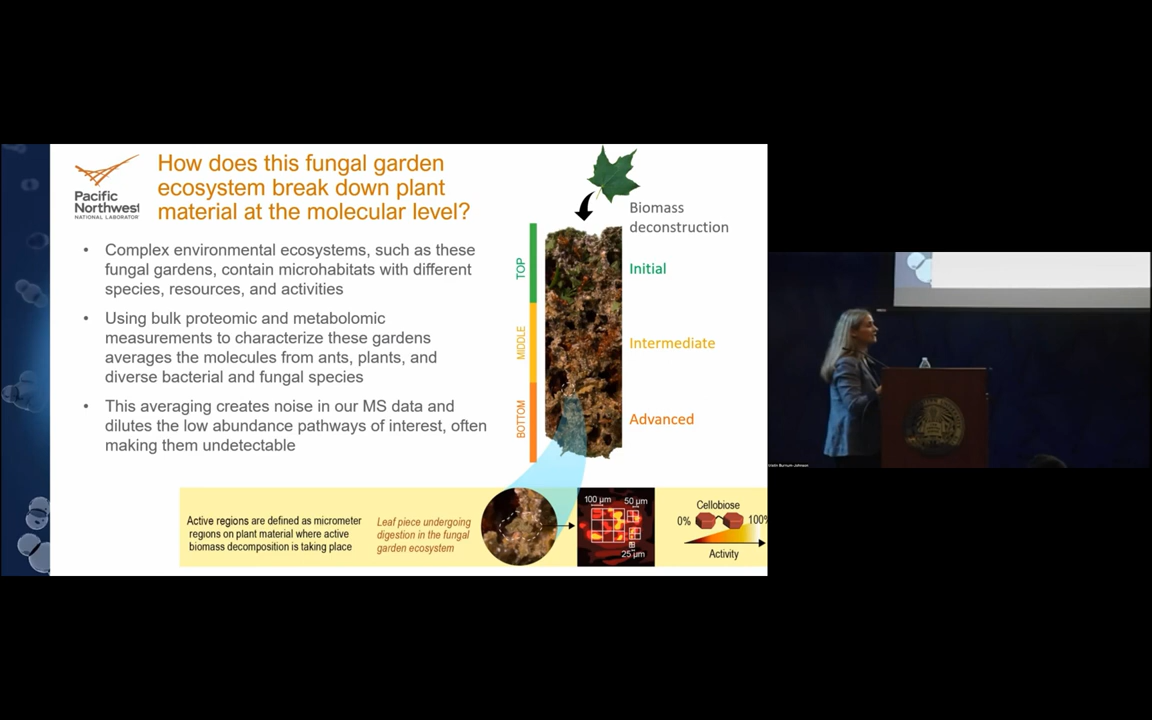 Pacific
Northwest
NATIONAL LABORATOR
How does this fungal garden
ecosystem break down plant
material at the molecular level?
• Complex environmental ecosystems, such as these
fungal gardens, contain microhabitats with different
species, resources, and activities
• Using bulk proteomic and metabolomic
measurements to characterize these gardens
averages the molecules from ants, plants, and
diverse bacterial and fungal species
• This averaging creates noise in our MS data and
dilutes the low abundance pathways of interest, often
making them undetectable
Biomass
deconstruction
TOP
Initial
MIDDLE
Intermediate
BOTTOM
Advanced
Active regions are defined as micrometer
regions on plant material where active
biomass decomposition is taking place
Leaf piece undergoing
digestion in the fungal
garden ecosystem
100 µm
50 µm
25 µm
Cellobiose
0%
100%
Activity
Kristin Burnum-Johnson